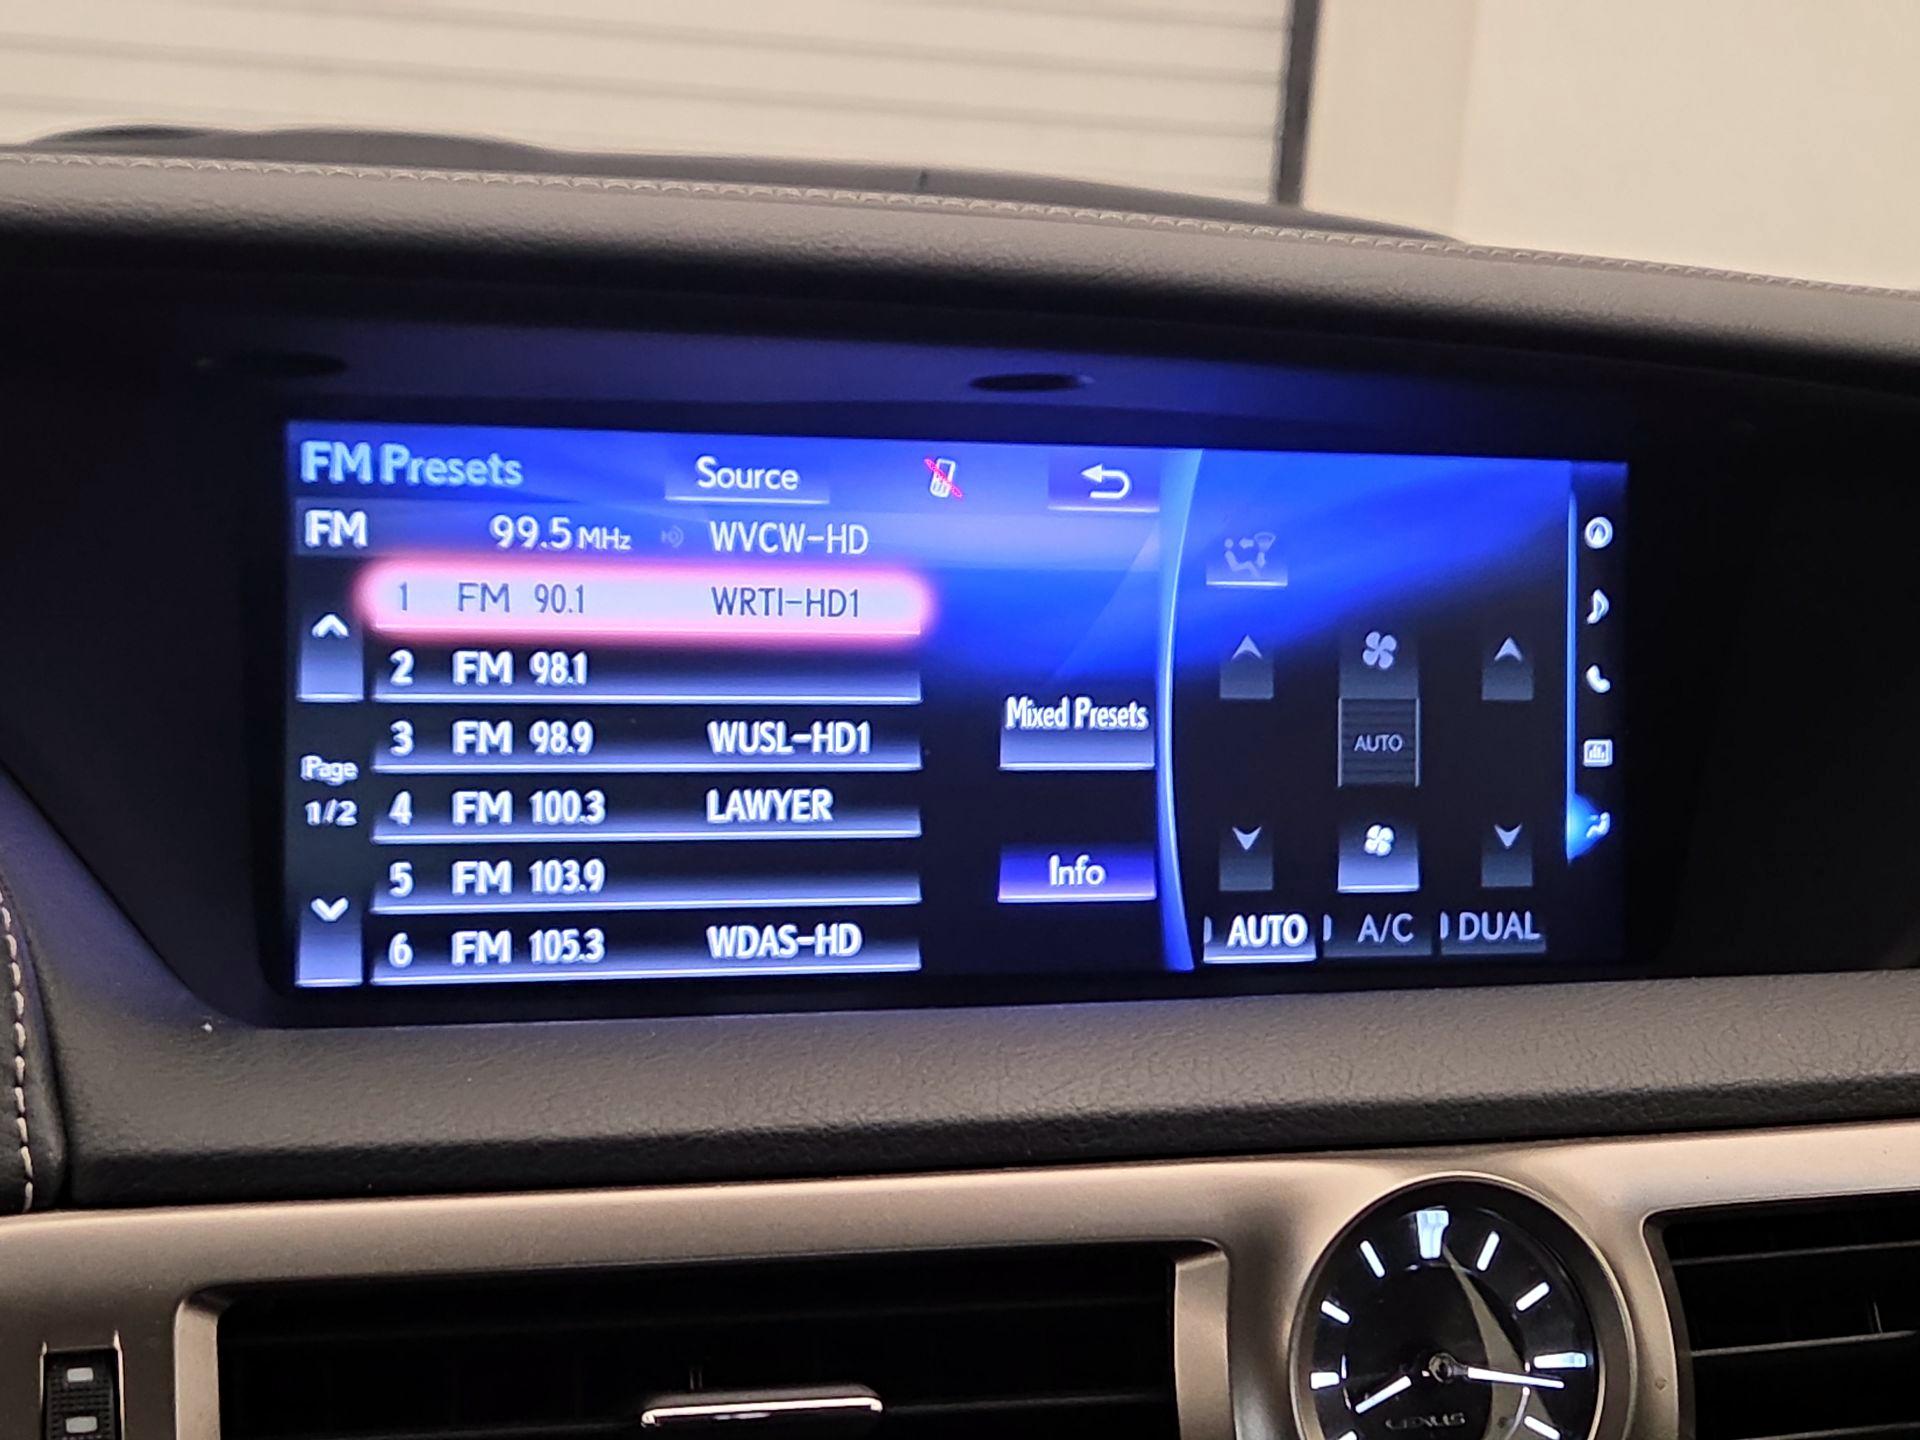 FM Presets Source
FM 99.5 MHz WVCW-HD
1 FM 90.1 WRTI-HD1
2 FM 98.1
3 FM 98.9 WUSL-HD1
4 FM 100.3 LAWYER
5 FM 103.9
6 FM 105.3 WDAS-HD
Page
1/2
Mixed Presets
Info
AUTO
AUTO A/C DUAL
LEXUS